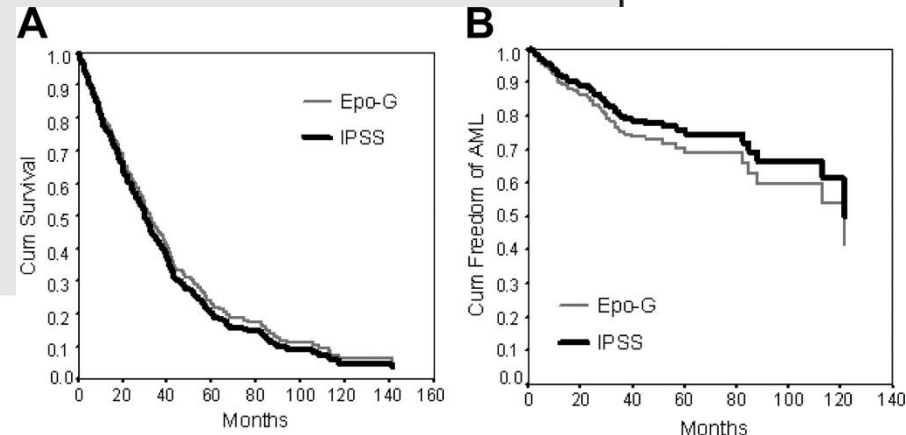 A
1.0
0.9
0.8
0.7
0.6
0.5
0.4
0.3
0.2
0.1
0.0
Cum Survival
Epo-G
IPSS
0 20 40 60 80 100 120 140 160
Months
B
1.0
0.9
0.8
0.7
0.6
0.5
0.4
0.3
0.2
0.1
0.0
Cum Freedom of AML
Epo-G
IPSS
0 20 40 60 80 100 120 140
Months